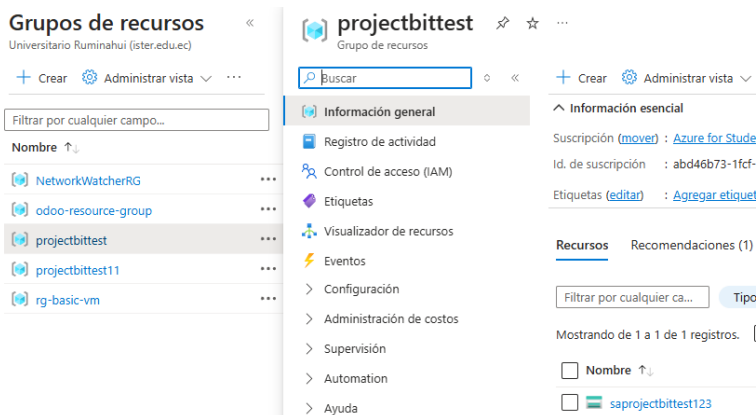 Grupos de recursos
Universitario Ruminahui (ister.edu.ec)
Crear Administrar vista
Filtrar por cualquier campo...
Nombre
NetworkWatcherRG
odoo-resource-group
projectbittest
projectbittest11
rg-basic-vm
projectbittest
Grupo de recursos
Buscar
Información general
Registro de actividad
Control de acceso (IAM)
Etiquetas
Visualizador de recursos
Eventos
Configuración
Administración de costos
Supervisión
Automation
Ayuda
Crear Administrar vista
Información esencial
Suscripción (mover) : Azure for Stude
Id. de suscripción : abd46b73-1fcf-
Etiquetas (editar) : Agregar etiquet
Recursos Recomendaciones (1)
Filtrar por cualquier ca... Tipo
Mostrando de 1 a 1 de 1 registros.
Nombre
saprojectbittest123